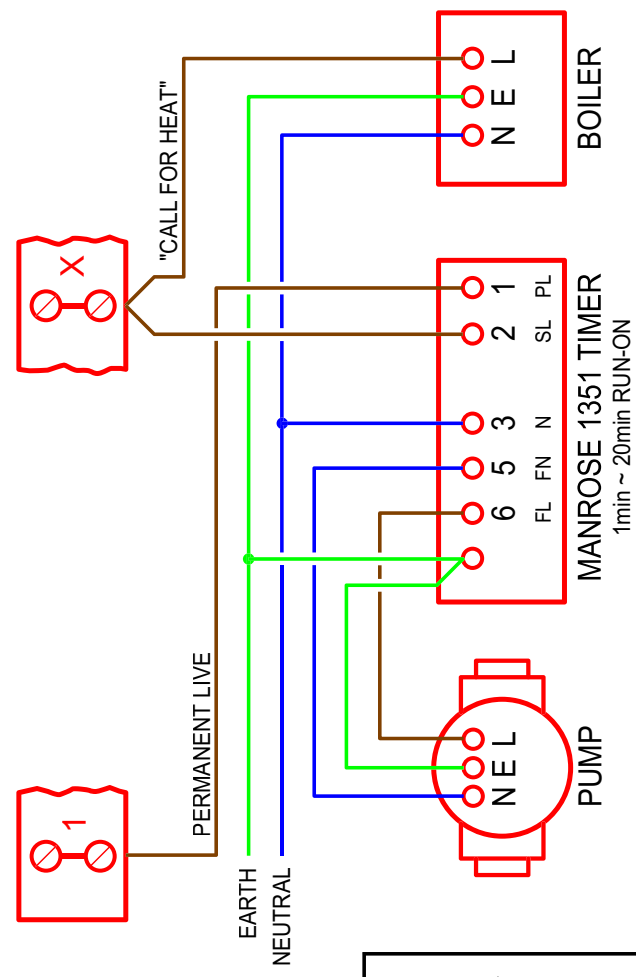 1
PERMANENT LIVE
EARTH
NEUTRAL
X
"CALL FOR HEAT"
N E L
PUMP
6 5 3 2 1
FL FN N SL PL
MANROSE 1351 TIMER
1min ~ 20min RUN-ON
N E L
BOILER